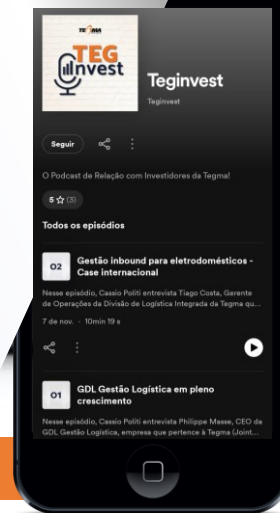 TEGMA
TEG
Invest
Teginvest
Teginvest
Seguir
O Podcast de Relação com Investidores da Tegma!
5 ☆ (3)
Todos os episódios
02
Gestão inbound para eletrodomésticos -
Case internacional
Nesse episódio, Cassio Politi entrevista Tiago Costa, Gerente
de Operações da Divisão de Logística Integrada da Tegma qu...
7 de nov. · 10min 19 s
01
GDL Gestão Logística em pleno
crescimento
Nesse episódio, Cassio Politi entrevista Philippe Masse, CEO da
GDL Gestão Logística, empresa que pertence à Tegma (Joint...